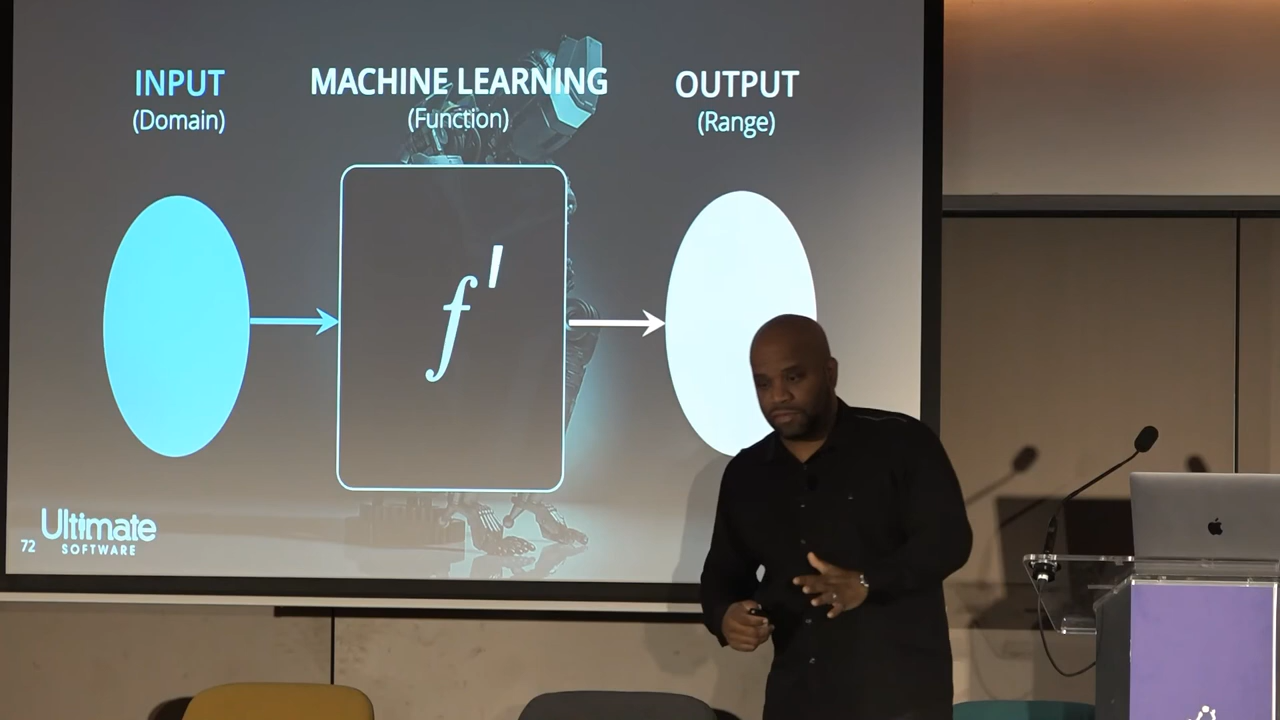 INPUT
(Domain)
MACHINE LEARNING
(Function)
OUTPUT
(Range)
f'
Ultimate
SOFTWARE
72